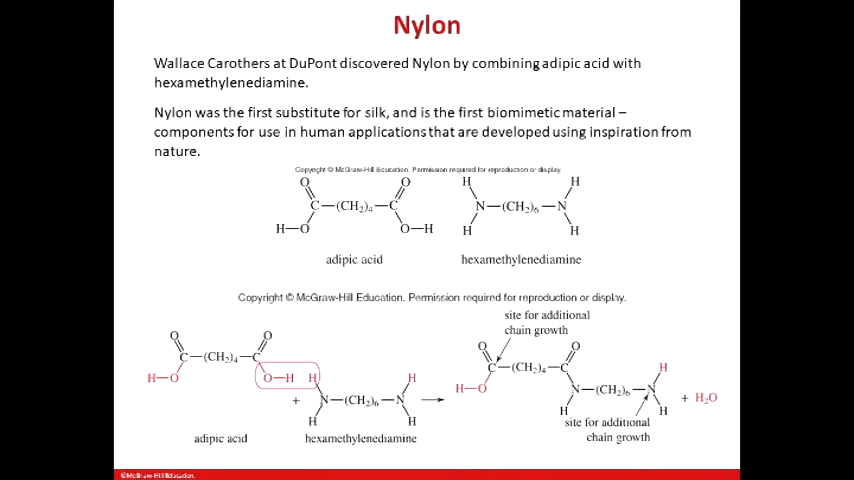 Nylon
Wallace Carothers at DuPont discovered Nylon by combining adipic acid with
hexamethylenediamine.
Nylon was the first substitute for silk, and is the first biomimetic material –
components for use in human applications that are developed using inspiration from
nature.
Copyright © McGraw-Hill Education. Permission required for reproduction or display.
O O H H
C—(CH₂)₄—C N—(CH₂)₆—N
H—O O—H H H
adipic acid hexamethylenediamine
Copyright © McGraw-Hill Education. Permission required for reproduction or display.
site for additional
chain growth
O O O O
C—(CH₂)₄—C C—(CH₂)₄—C H
H—O O—H H H H—O N—(CH₂)₆—N + H₂O
+ N—(CH₂)₆—N H H
H H site for additional
chain growth
adipic acid hexamethylenediamine
©McGraw-Hill Education.